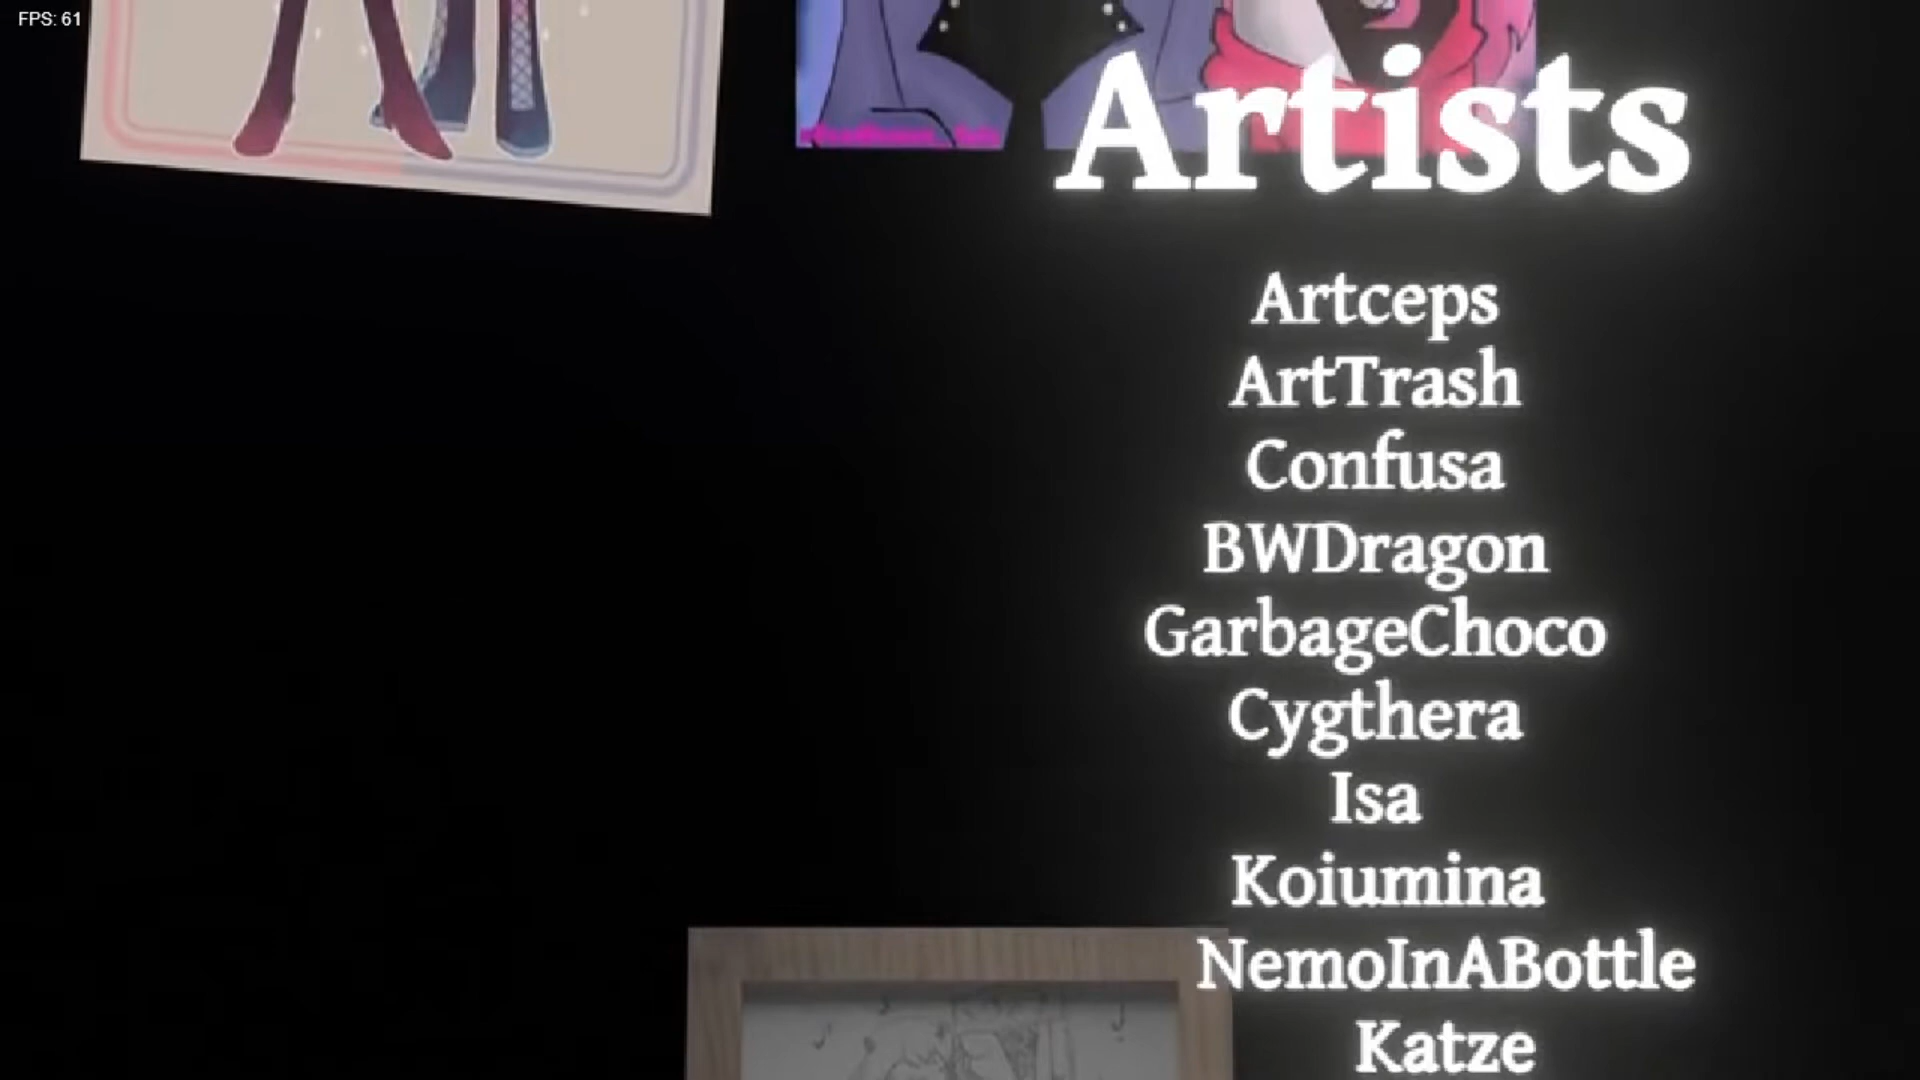 FPS: 61
Artists
Artceps
ArtTrash
Confusa
BWDragon
GarbageChoco
Cygthera
Isa
Koiumina
NemoInABottle
Katze